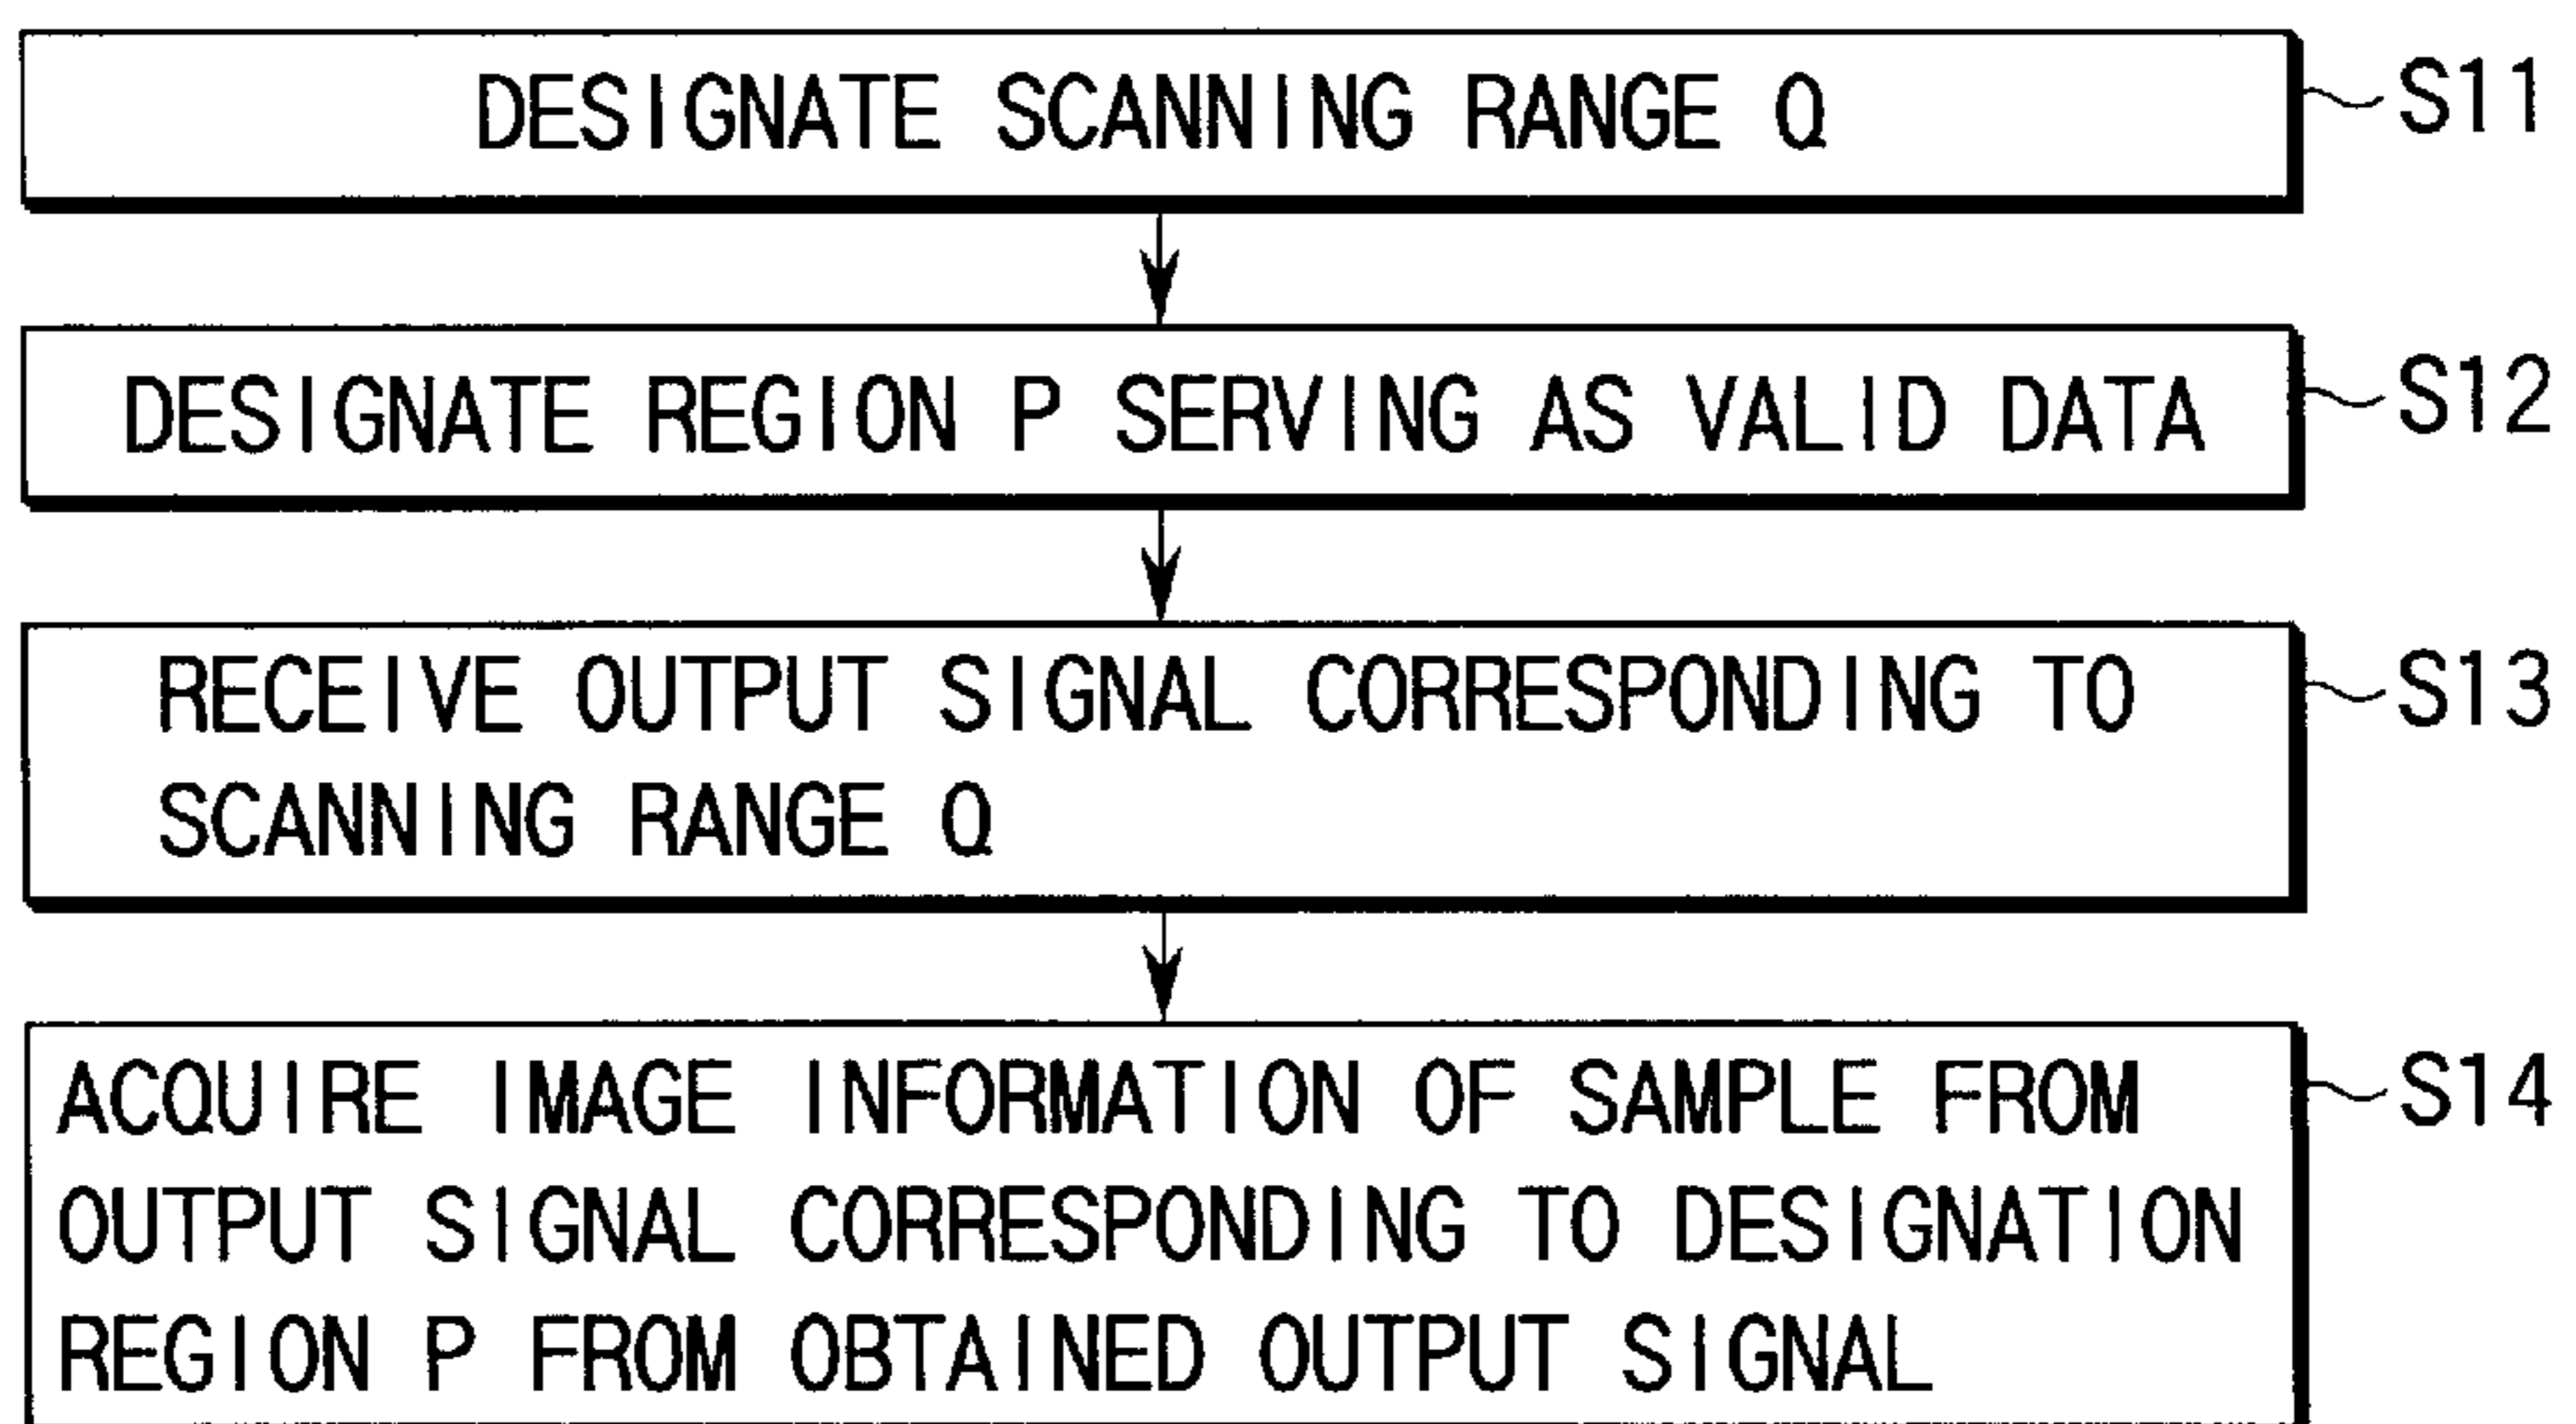 DESIGNATE SCANNING RANGE Q
S11
DESIGNATE REGION P SERVING AS VALID DATA
S12
RECEIVE OUTPUT SIGNAL CORRESPONDING TO
SCANNING RANGE Q
S13
ACQUIRE IMAGE INFORMATION OF SAMPLE FROM
OUTPUT SIGNAL CORRESPONDING TO DESIGNATION
REGION P FROM OBTAINED OUTPUT SIGNAL
S14